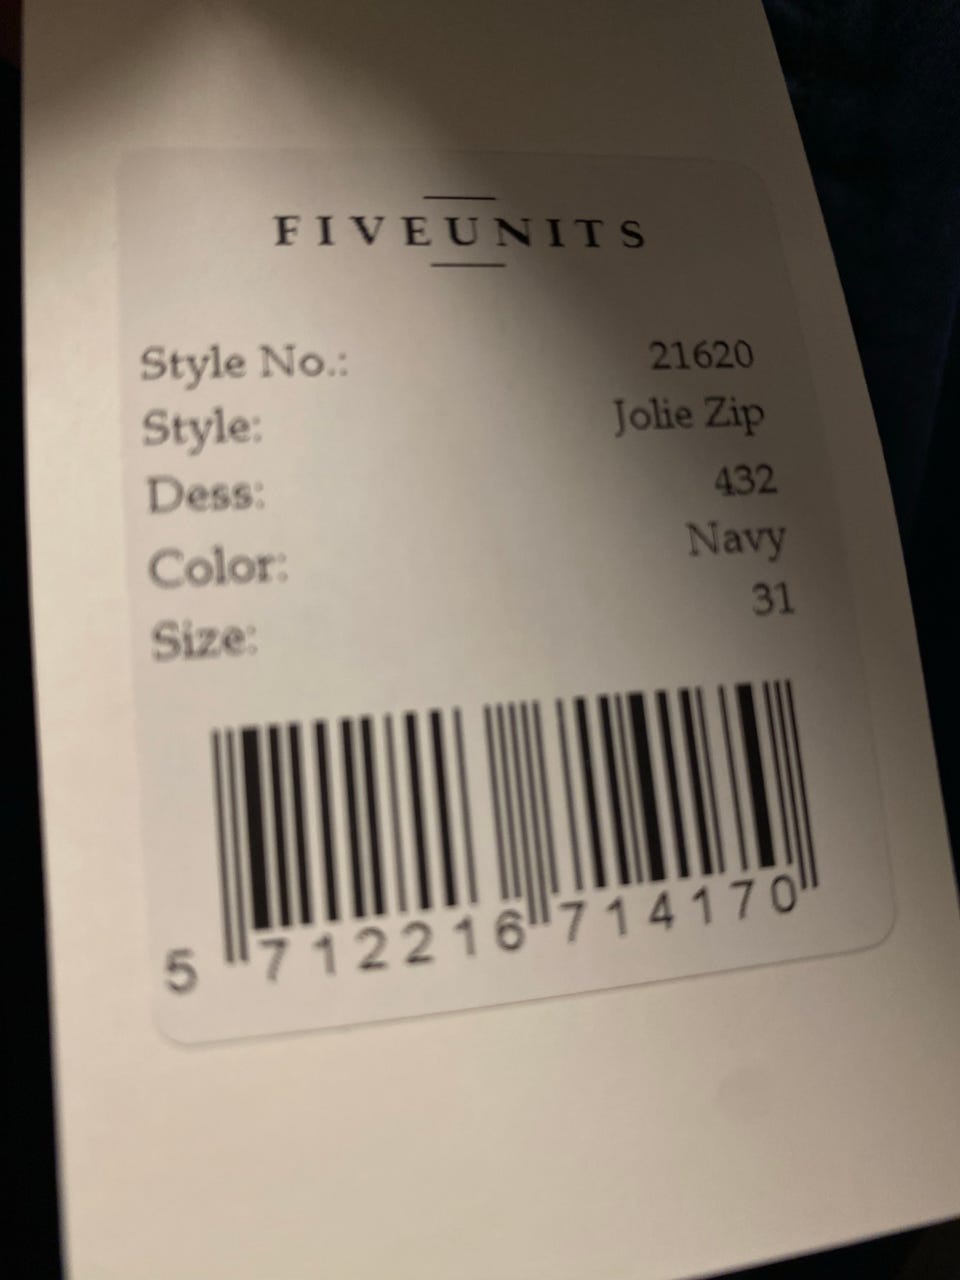 FIVEUNITS
Style No.: 21620
Style: Jolie Zip
Dess: 432
Color: Navy
Size: 31
5 712216 714170